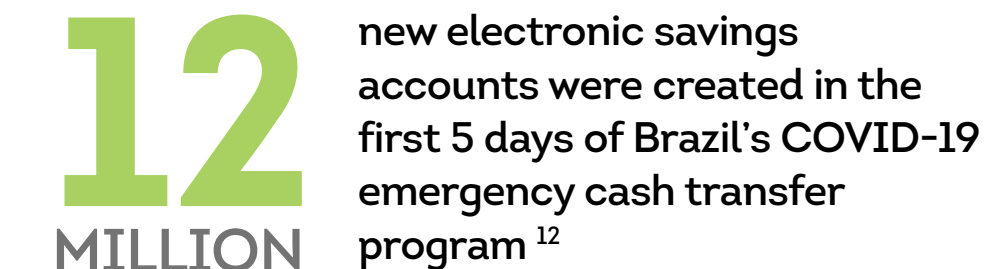 12
MILLION
new electronic savings
accounts were created in the
first 5 days of Brazil’s COVID-19
emergency cash transfer
program 12